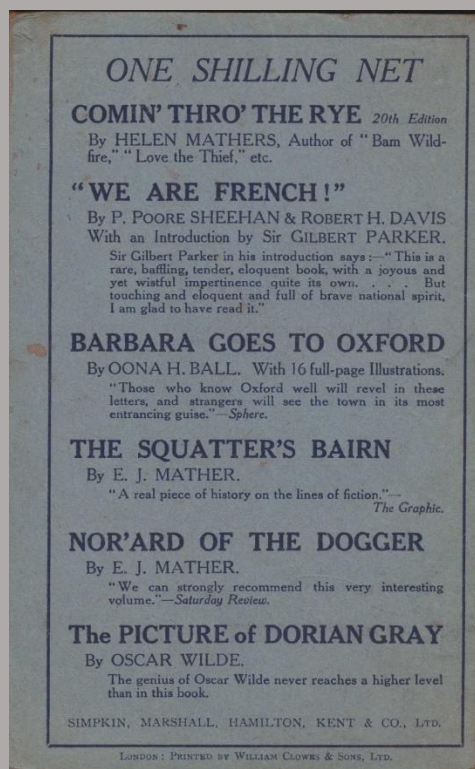 ONE SHILLING NET
COMIN' THRO' THE RYE 20th Edition
By HELEN MATHERS, Author of "Bam Wild-
fire," "Love the Thief," etc.
"WE ARE FRENCH!"
By P. POORE SHEEHAN & ROBERT H. DAVIS
With an Introduction by Sir GILBERT PARKER.
Sir Gilbert Parker in his introduction says:—"This is a
rare, baffling, tender, eloquent book, with a joyous and
yet wistful impertinence quite its own. . . . But
touching and eloquent and full of brave national spirit,
I am glad to have read it."
BARBARA GOES TO OXFORD
By OONA H. BALL. With 16 full-page Illustrations.
"Those who know Oxford well will revel in these
letters, and strangers will see the town in its most
entrancing guise."—Sphere.
THE SQUATTER'S BAIRN
By E. J. MATHER.
"A real piece of history on the lines of fiction."—
The Graphic.
NOR'ARD OF THE DOGGER
By E. J. MATHER.
"We can strongly recommend this very interesting
volume."—Saturday Review.
The PICTURE of DORIAN GRAY
By OSCAR WILDE.
The genius of Oscar Wilde never reaches a higher level
than in this book.
SIMPKIN, MARSHALL, HAMILTON, KENT & CO., LTD.
LONDON: PRINTED BY WILLIAM CLOWES & SONS, LTD.